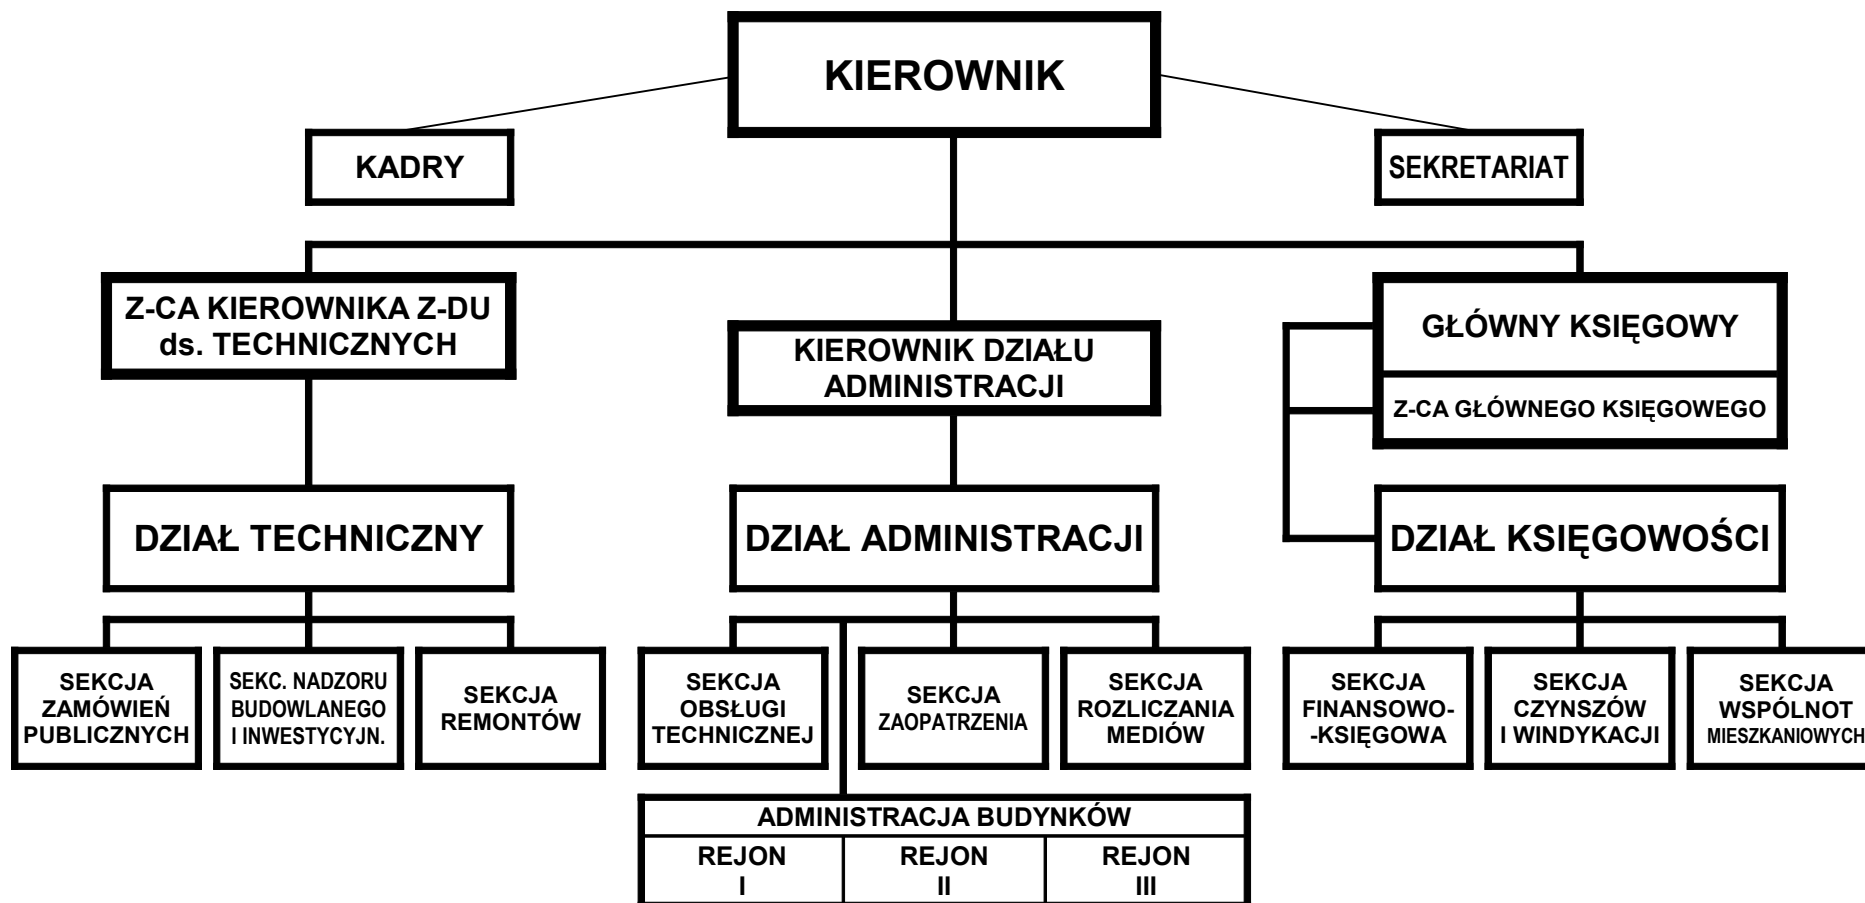 KIEROWNIK
KADRY
SEKRETARIAT
Z-CA KIEROWNIKA Z-DU
ds. TECHNICZNYCH
KIEROWNIK DZIAŁU
ADMINISTRACJI
GŁÓWNY KSIĘGOWY
Z-CA GŁÓWNEGO KSIĘGOWEGO
DZIAŁ TECHNICZNY
DZIAŁ ADMINISTRACJI
DZIAŁ KSIĘGOWOŚCI
SEKCJA
ZAMÓWIEŃ
PUBLICZNYCH
SEKC. NADZORU
BUDOWLANEGO
I INWESTYCYJN.
SEKCJA
REMONTÓW
SEKCJA
OBSŁUGI
TECHNICZNEJ
SEKCJA
ZAOPATRZENIA
SEKCJA
ROZLICZANIA
MEDIÓW
SEKCJA
FINANSOWO-
-KSIĘGOWA
SEKCJA
CZYNSZÓW
I WINDYKACJI
SEKCJA
WSPÓLNOT
MIESZKANIOWYCH
ADMINISTRACJA BUDYNKÓW
REJON
I
REJON
II
REJON
III